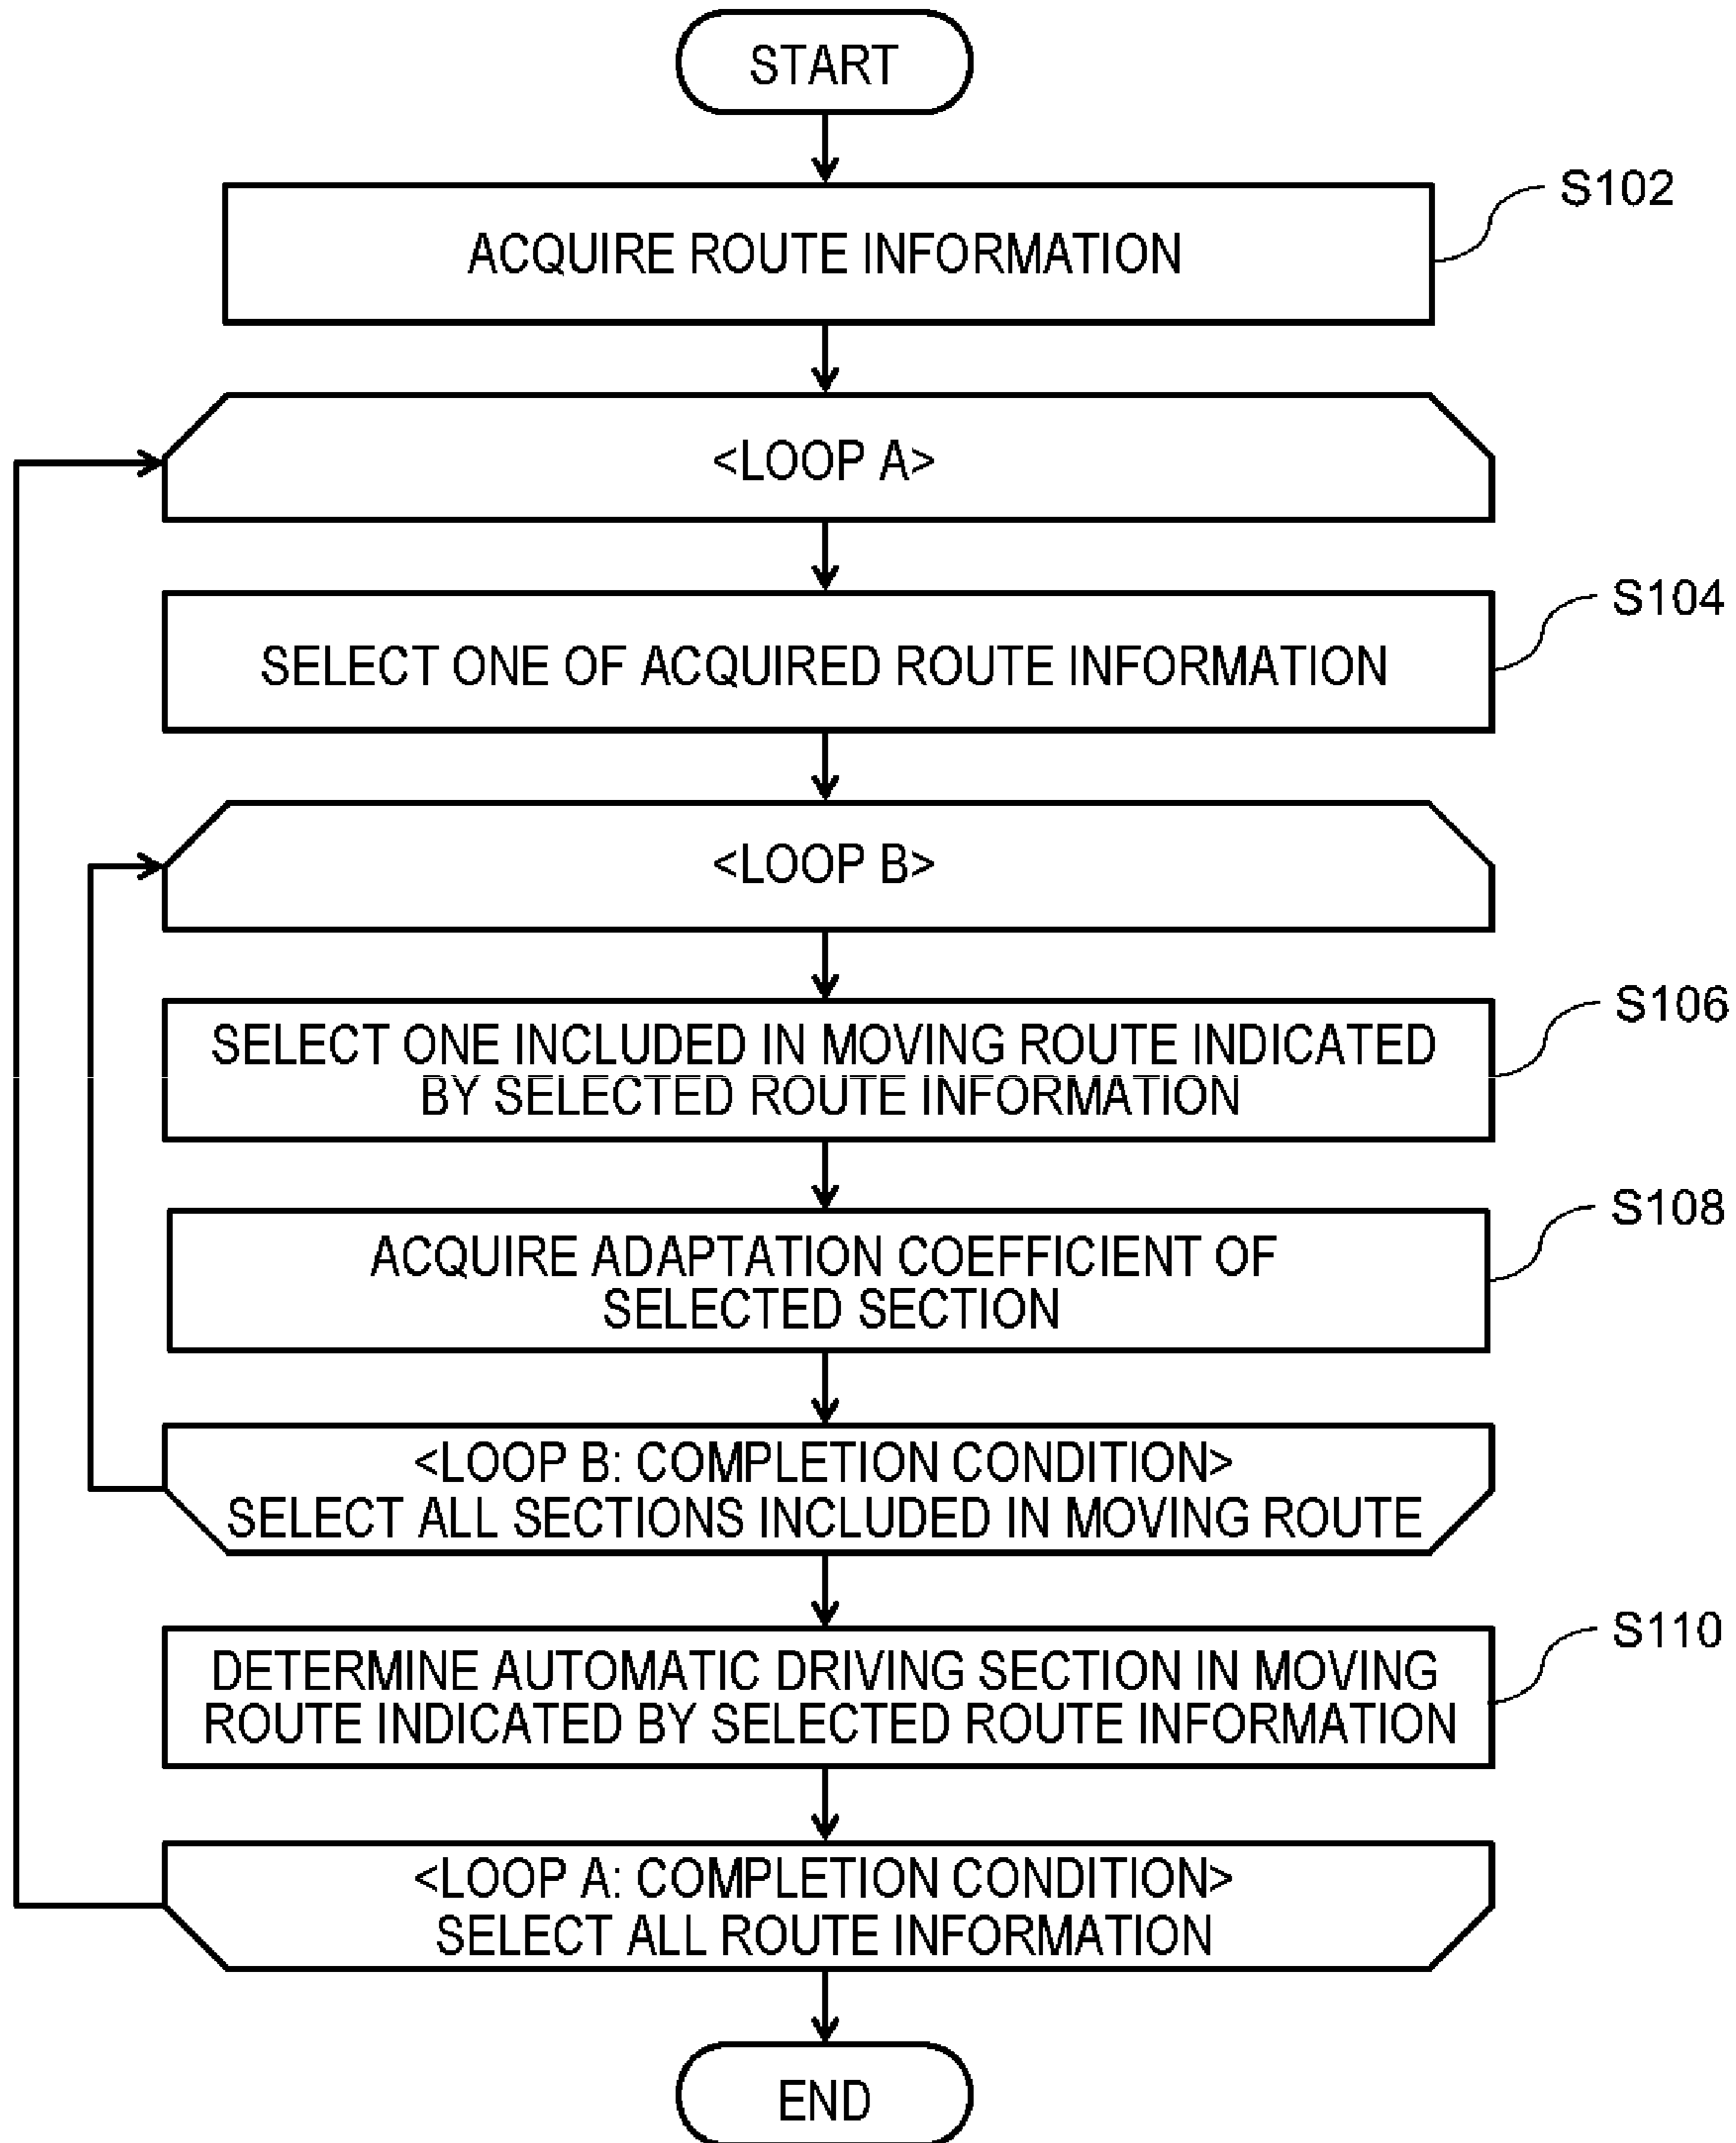 START
S102
ACQUIRE ROUTE INFORMATION
<LOOP A>
S104
SELECT ONE OF ACQUIRED ROUTE INFORMATION
<LOOP B>
S106
SELECT ONE INCLUDED IN MOVING ROUTE INDICATED
BY SELECTED ROUTE INFORMATION
S108
ACQUIRE ADAPTATION COEFFICIENT OF
SELECTED SECTION
<LOOP B: COMPLETION CONDITION>
SELECT ALL SECTIONS INCLUDED IN MOVING ROUTE
S110
DETERMINE AUTOMATIC DRIVING SECTION IN MOVING
ROUTE INDICATED BY SELECTED ROUTE INFORMATION
<LOOP A: COMPLETION CONDITION>
SELECT ALL ROUTE INFORMATION
END